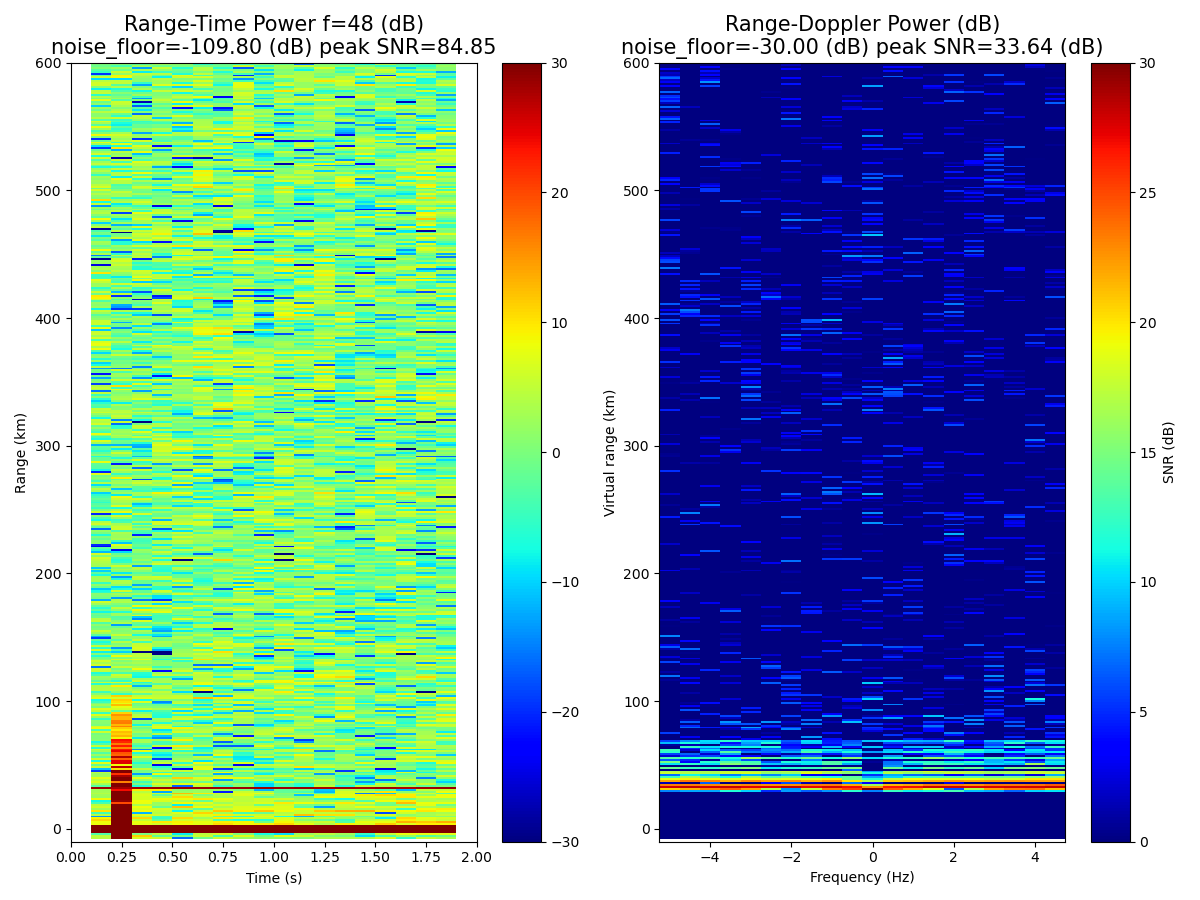 Range-Time Power f=48 (dB)
noise_floor=-109.80 (dB) peak SNR=84.85
Range-Doppler Power (dB)
noise_floor=-30.00 (dB) peak SNR=33.64 (dB)
600
500
400
300
200
100
0
Range (km)
0.00 0.25 0.50 0.75 1.00 1.25 1.50 1.75 2.00
Time (s)
30
20
10
0
−10
−20
−30
600
500
400
300
200
100
0
Virtual range (km)
−4 −2 0 2 4
Frequency (Hz)
30
25
20
15
10
5
0
SNR (dB)